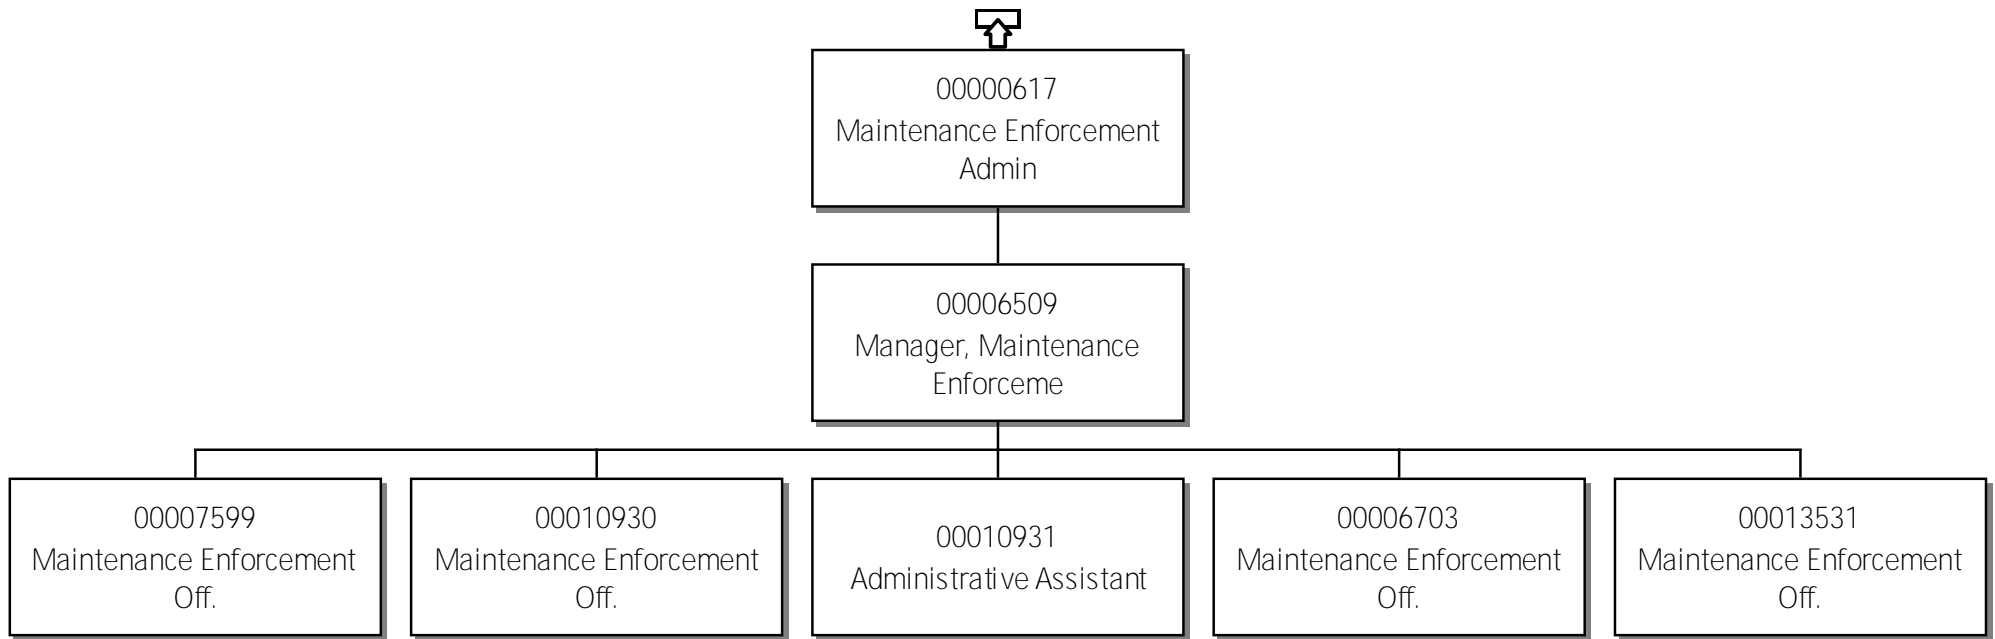 00000617
Maintenance Enforcement
Admin
00006509
Manager, Maintenance
Enforceme
00007599
Maintenance Enforcement
Off.
00010930
Maintenance Enforcement
Off.
00010931
Administrative Assistant
00006703
Maintenance Enforcement
Off.
00013531
Maintenance Enforcement
Off.